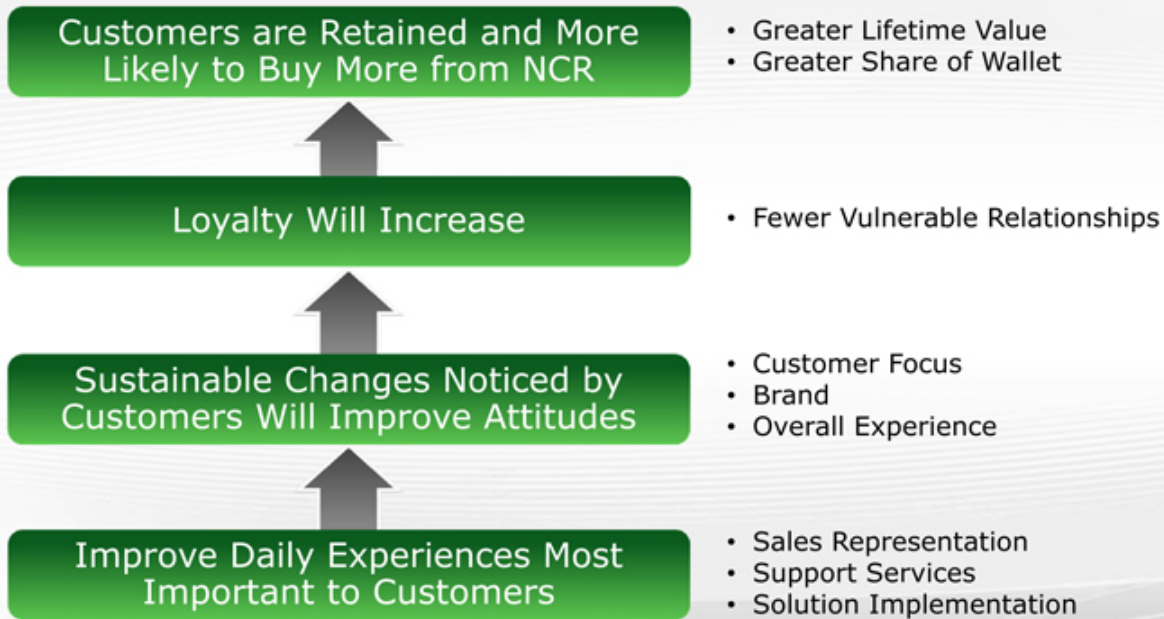 Customers are Retained and More
Likely to Buy More from NCR
• Greater Lifetime Value
• Greater Share of Wallet
Loyalty Will Increase
• Fewer Vulnerable Relationships
Sustainable Changes Noticed by
Customers Will Improve Attitudes
• Customer Focus
• Brand
• Overall Experience
Improve Daily Experiences Most
Important to Customers
• Sales Representation
• Support Services
• Solution Implementation